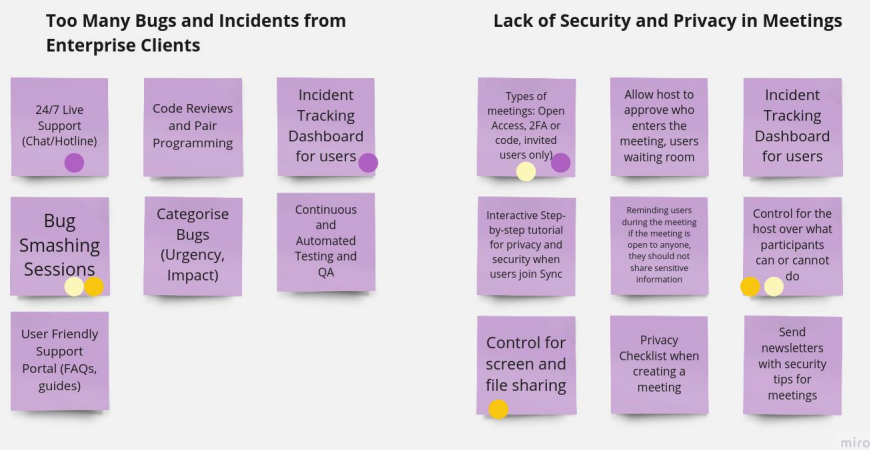 Too Many Bugs and Incidents from
Enterprise Clients
24/7 Live
Support
(Chat/Hotline)
Code Reviews
and Pair
Programming
Incident
Tracking
Dashboard
for users
Bug
Smashing
Sessions
Categorise
Bugs
(Urgency,
Impact)
Continuous
and
Automated
Testing and
QA
User Friendly
Support
Portal (FAQs,
guides)
Lack of Security and Privacy in Meetings
Types of
meetings: Open
Access, 2FA or
code, invited
users only)
Allow host to
approve who
enters the
meeting, users
waiting room
Incident
Tracking
Dashboard
for users
Interactive Step-
by-step tutorial
for privacy and
security when
users join Sync
Reminding users
during the meeting
if the meeting is
open to anyone,
they should not
share sensitive
information
Control for the
host over what
participants
can or cannot
do
Control for
screen and
file sharing
Privacy
Checklist when
creating a
meeting
Send
newsletters
with security
tips for
meetings
miro